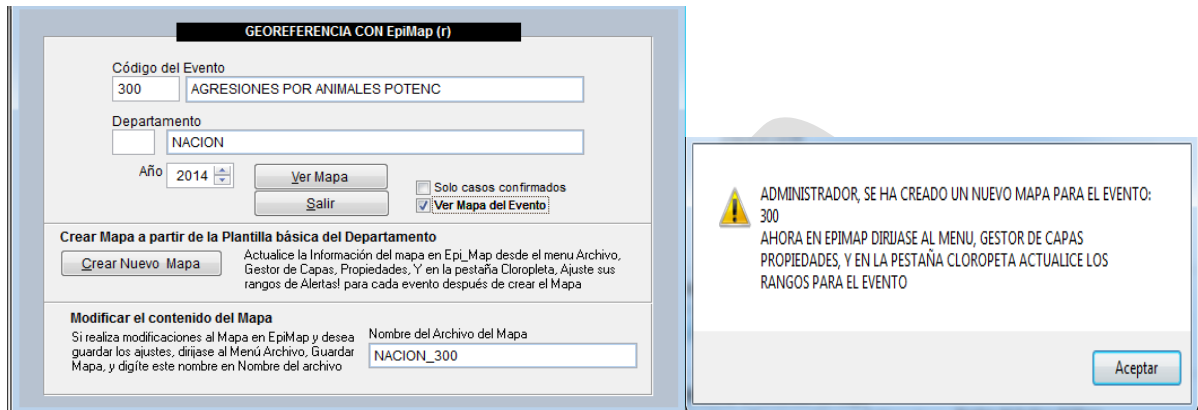 GEOREFERENCIA CON EpiMap (r)
Código del Evento
300 AGRESIONES POR ANIMALES POTENC
Departamento
NACION
Año 2014 Ver Mapa
Salir
Solo casos confirmados
Ver Mapa del Evento
Crear Mapa a partir de la Plantilla básica del Departamento
Crear Nuevo Mapa
Actualice la Información del mapa en Epi_Map desde el menu Archivo,
Gestor de Capas, Propiedades, Y en la pestaña Cloropleta, Ajuste sus
rangos de Alertas! para cada evento después de crear el Mapa
Modificar el contenido del Mapa
Si realiza modificaciones al Mapa en EpiMap y desea
guardar los ajustes, dirijase al Menú Archivo, Guardar
Mapa, y digíte este nombre en Nombre del archivo
Nombre del Archivo del Mapa
NACION_300
ADMINISTRADOR, SE HA CREADO UN NUEVO MAPA PARA EL EVENTO:
300
AHORA EN EPIMAP DIRIJASE AL MENU, GESTOR DE CAPAS
PROPIEDADES, Y EN LA PESTAÑA CLOROPETA ACTUALICE LOS
RANGOS PARA EL EVENTO
Aceptar